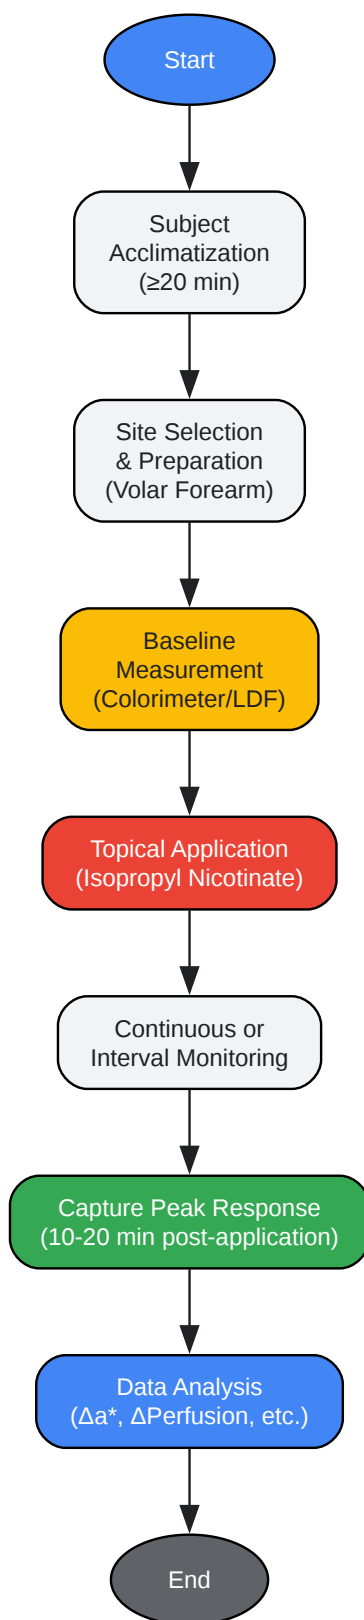 Start
Subject
Acclimatization
(≥20 min)
Site Selection
& Preparation
(Volar Forearm)
Baseline
Measurement
(Colorimeter/LDF)
Topical Application
(Isopropyl Nicotinate)
Continuous or
Interval Monitoring
Capture Peak Response
(10-20 min post-application)
Data Analysis
(Δa*, ΔPerfusion, etc.)
End